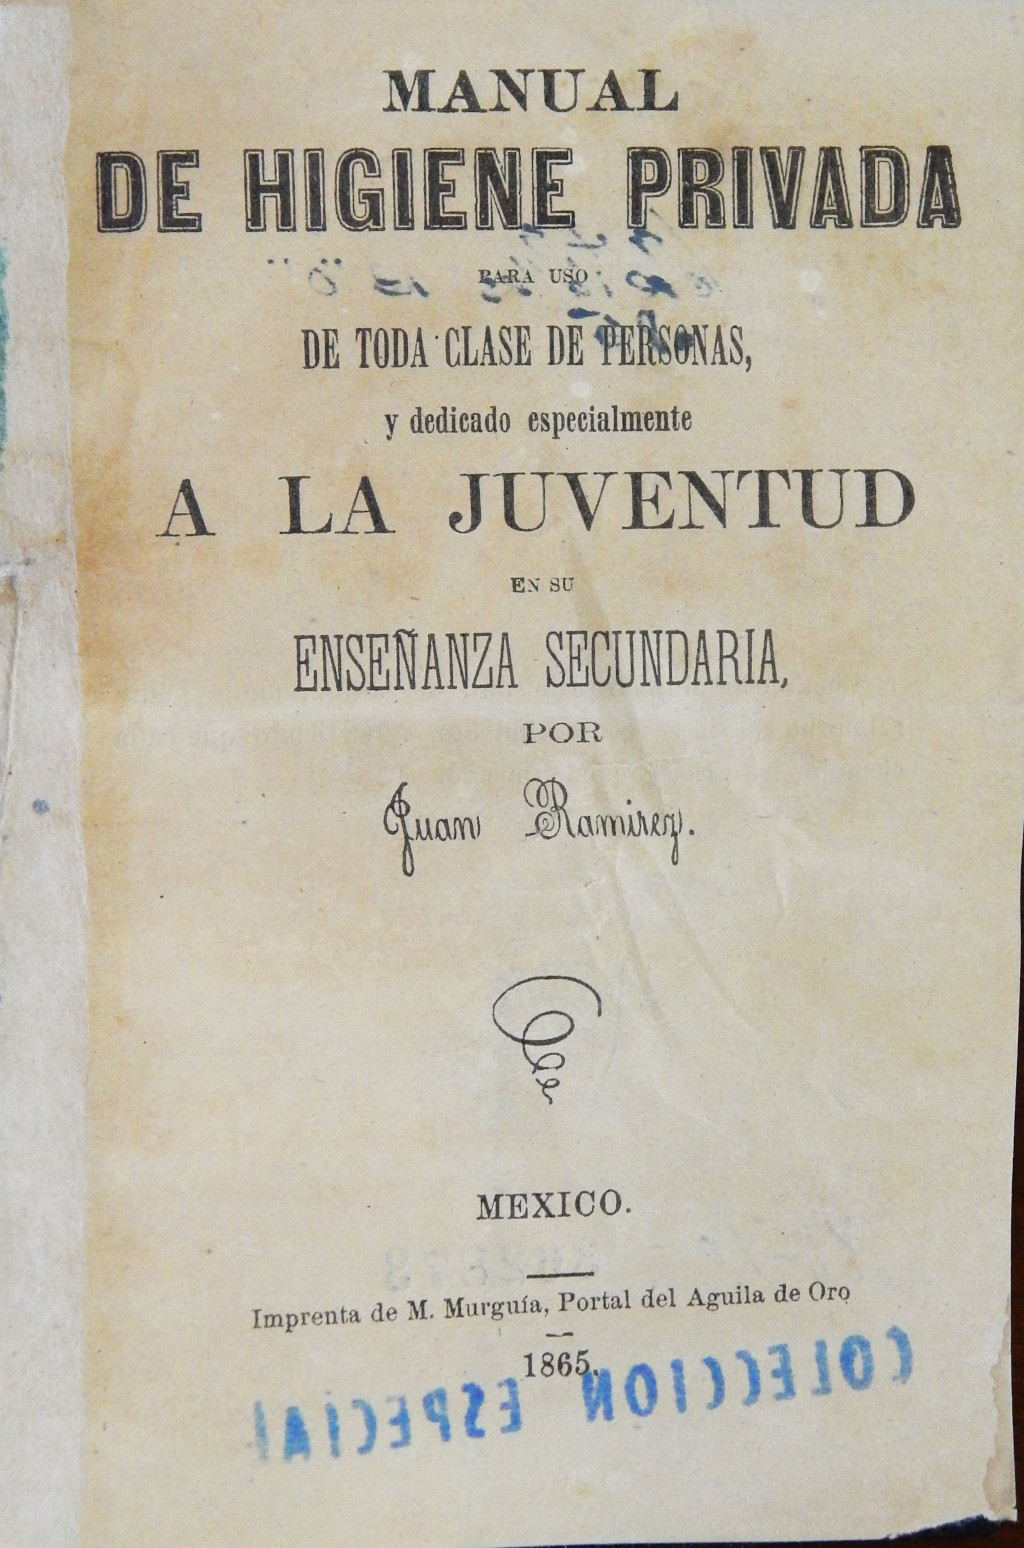 MANUAL
DE HIGIENE PRIVADA
PARA USO
DE TODA CLASE DE PERSONAS,
y dedicado especialmente
A LA JUVENTUD
EN SU
ENSEÑANZA SECUNDARIA,
POR
Juan Ramirez.
MEXICO.
Imprenta de M. Murguía, Portal del Aguila de Oro
1865.
COLECCION ESPECIAL